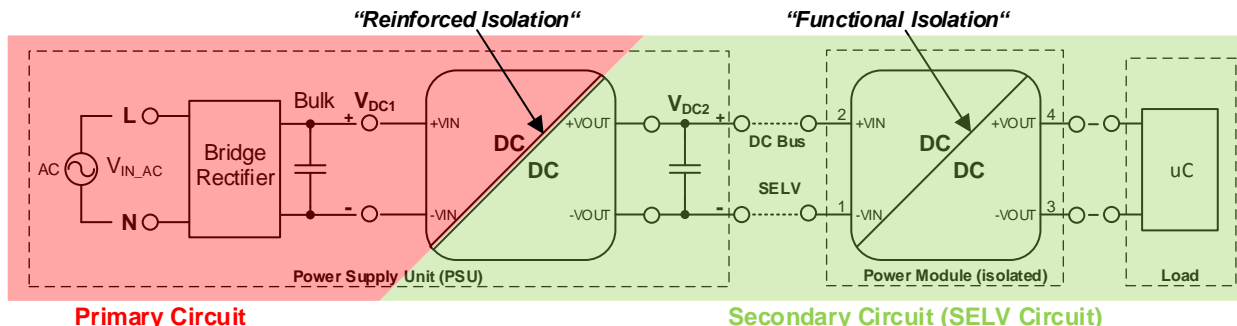 “Reinforced Isolation“
“Functional Isolation“
L
N
AC
VIN_AC
Bridge
Rectifier
Bulk
+
-
VDC1
+VIN
-VIN
DC
DC
+VOUT
-VOUT
VDC2
+
-
DC Bus
SELV
2
1
+VIN
-VIN
DC
DC
+VOUT
-VOUT
4
3
uC
Power Supply Unit (PSU)
Power Module (isolated)
Load
Primary Circuit
Secondary Circuit (SELV Circuit)